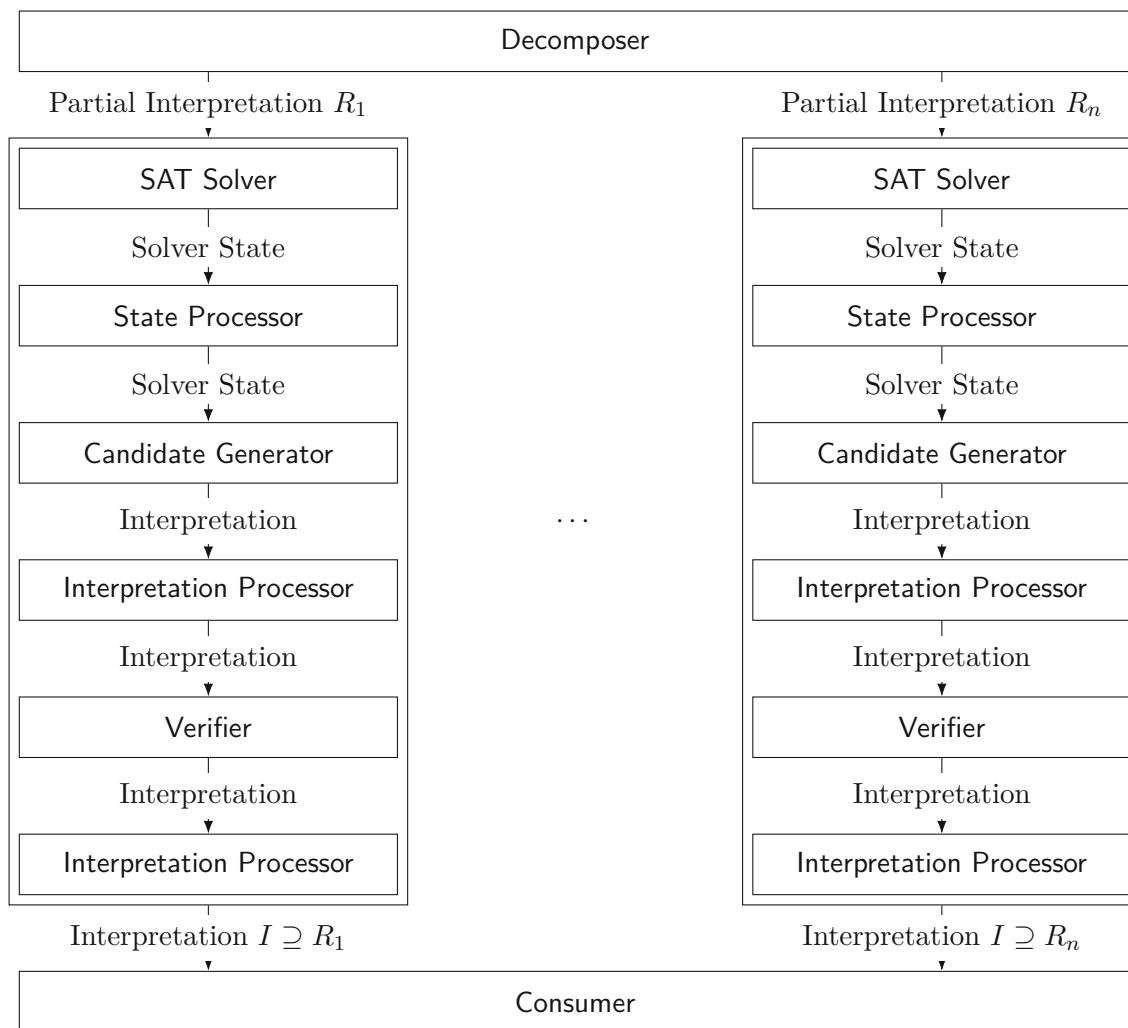 Decomposer
Partial Interpretation R₁
Partial Interpretation Rₙ
SAT Solver
SAT Solver
Solver State
Solver State
State Processor
State Processor
Solver State
Solver State
Candidate Generator
Candidate Generator
Interpretation
...
Interpretation
Interpretation Processor
Interpretation Processor
Interpretation
Interpretation
Verifier
Verifier
Interpretation
Interpretation
Interpretation Processor
Interpretation Processor
Interpretation I ⊇ R₁
Interpretation I ⊇ Rₙ
Consumer